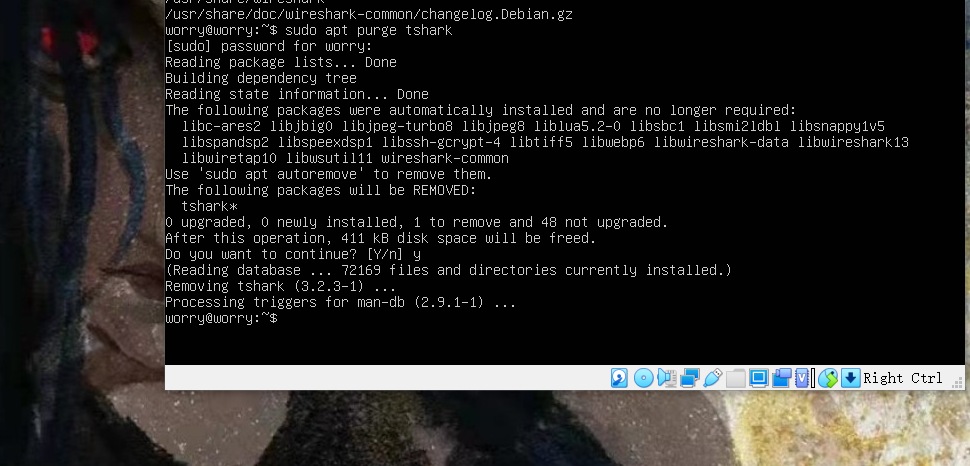 /usr/share/wireshark
/usr/share/doc/wireshark-common/changelog.Debian.gz
worry@worry:~$ sudo apt purge tshark
[sudo] password for worry:
Reading package lists... Done
Building dependency tree
Reading state information... Done
The following packages were automatically installed and are no longer required:
  libc-ares2 libjbig0 libjpeg-turbo8 libjpeg8 liblua5.2-0 libsbc1 libsmi2ldbl libsnappy1v5
  libspandsp2 libspeexdsp1 libssh-gcrypt-4 libtiff5 libwebp6 libwireshark-data libwireshark13
  libwiretap10 libwsutil11 wireshark-common
Use 'sudo apt autoremove' to remove them.
The following packages will be REMOVED:
  tshark*
0 upgraded, 0 newly installed, 1 to remove and 48 not upgraded.
After this operation, 411 kB disk space will be freed.
Do you want to continue? [Y/n] y
(Reading database ... 72169 files and directories currently installed.)
Removing tshark (3.2.3-1) ...
Processing triggers for man-db (2.9.1-1) ...
worry@worry:~$
Right Ctrl